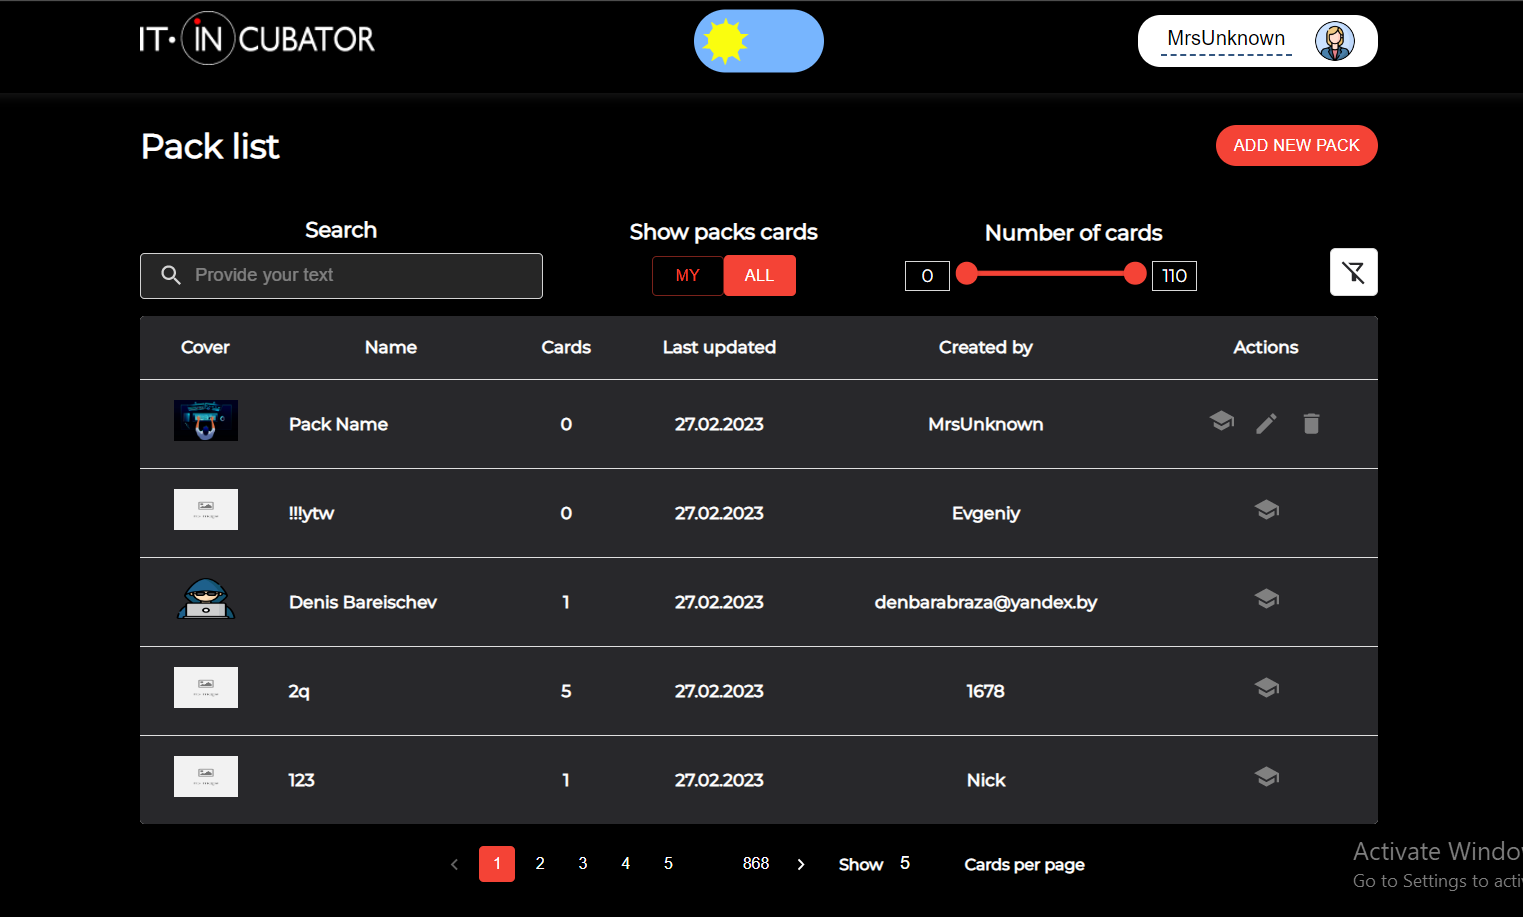 IT·INCUBATOR
MrsUnknown
Pack list
ADD NEW PACK
Search
Show packs cards
Number of cards
Provide your text
MY
ALL
0
110
Cover Name Cards Last updated Created by Actions
Pack Name 0 27.02.2023 MrsUnknown
!!!ytw 0 27.02.2023 Evgeniy
Denis Bareischev 1 27.02.2023 denbarabraza@yandex.by
2q 5 27.02.2023 1678
123 1 27.02.2023 Nick
1 2 3 4 5 868 Show 5 Cards per page
Activate Windo
Go to Settings to acti